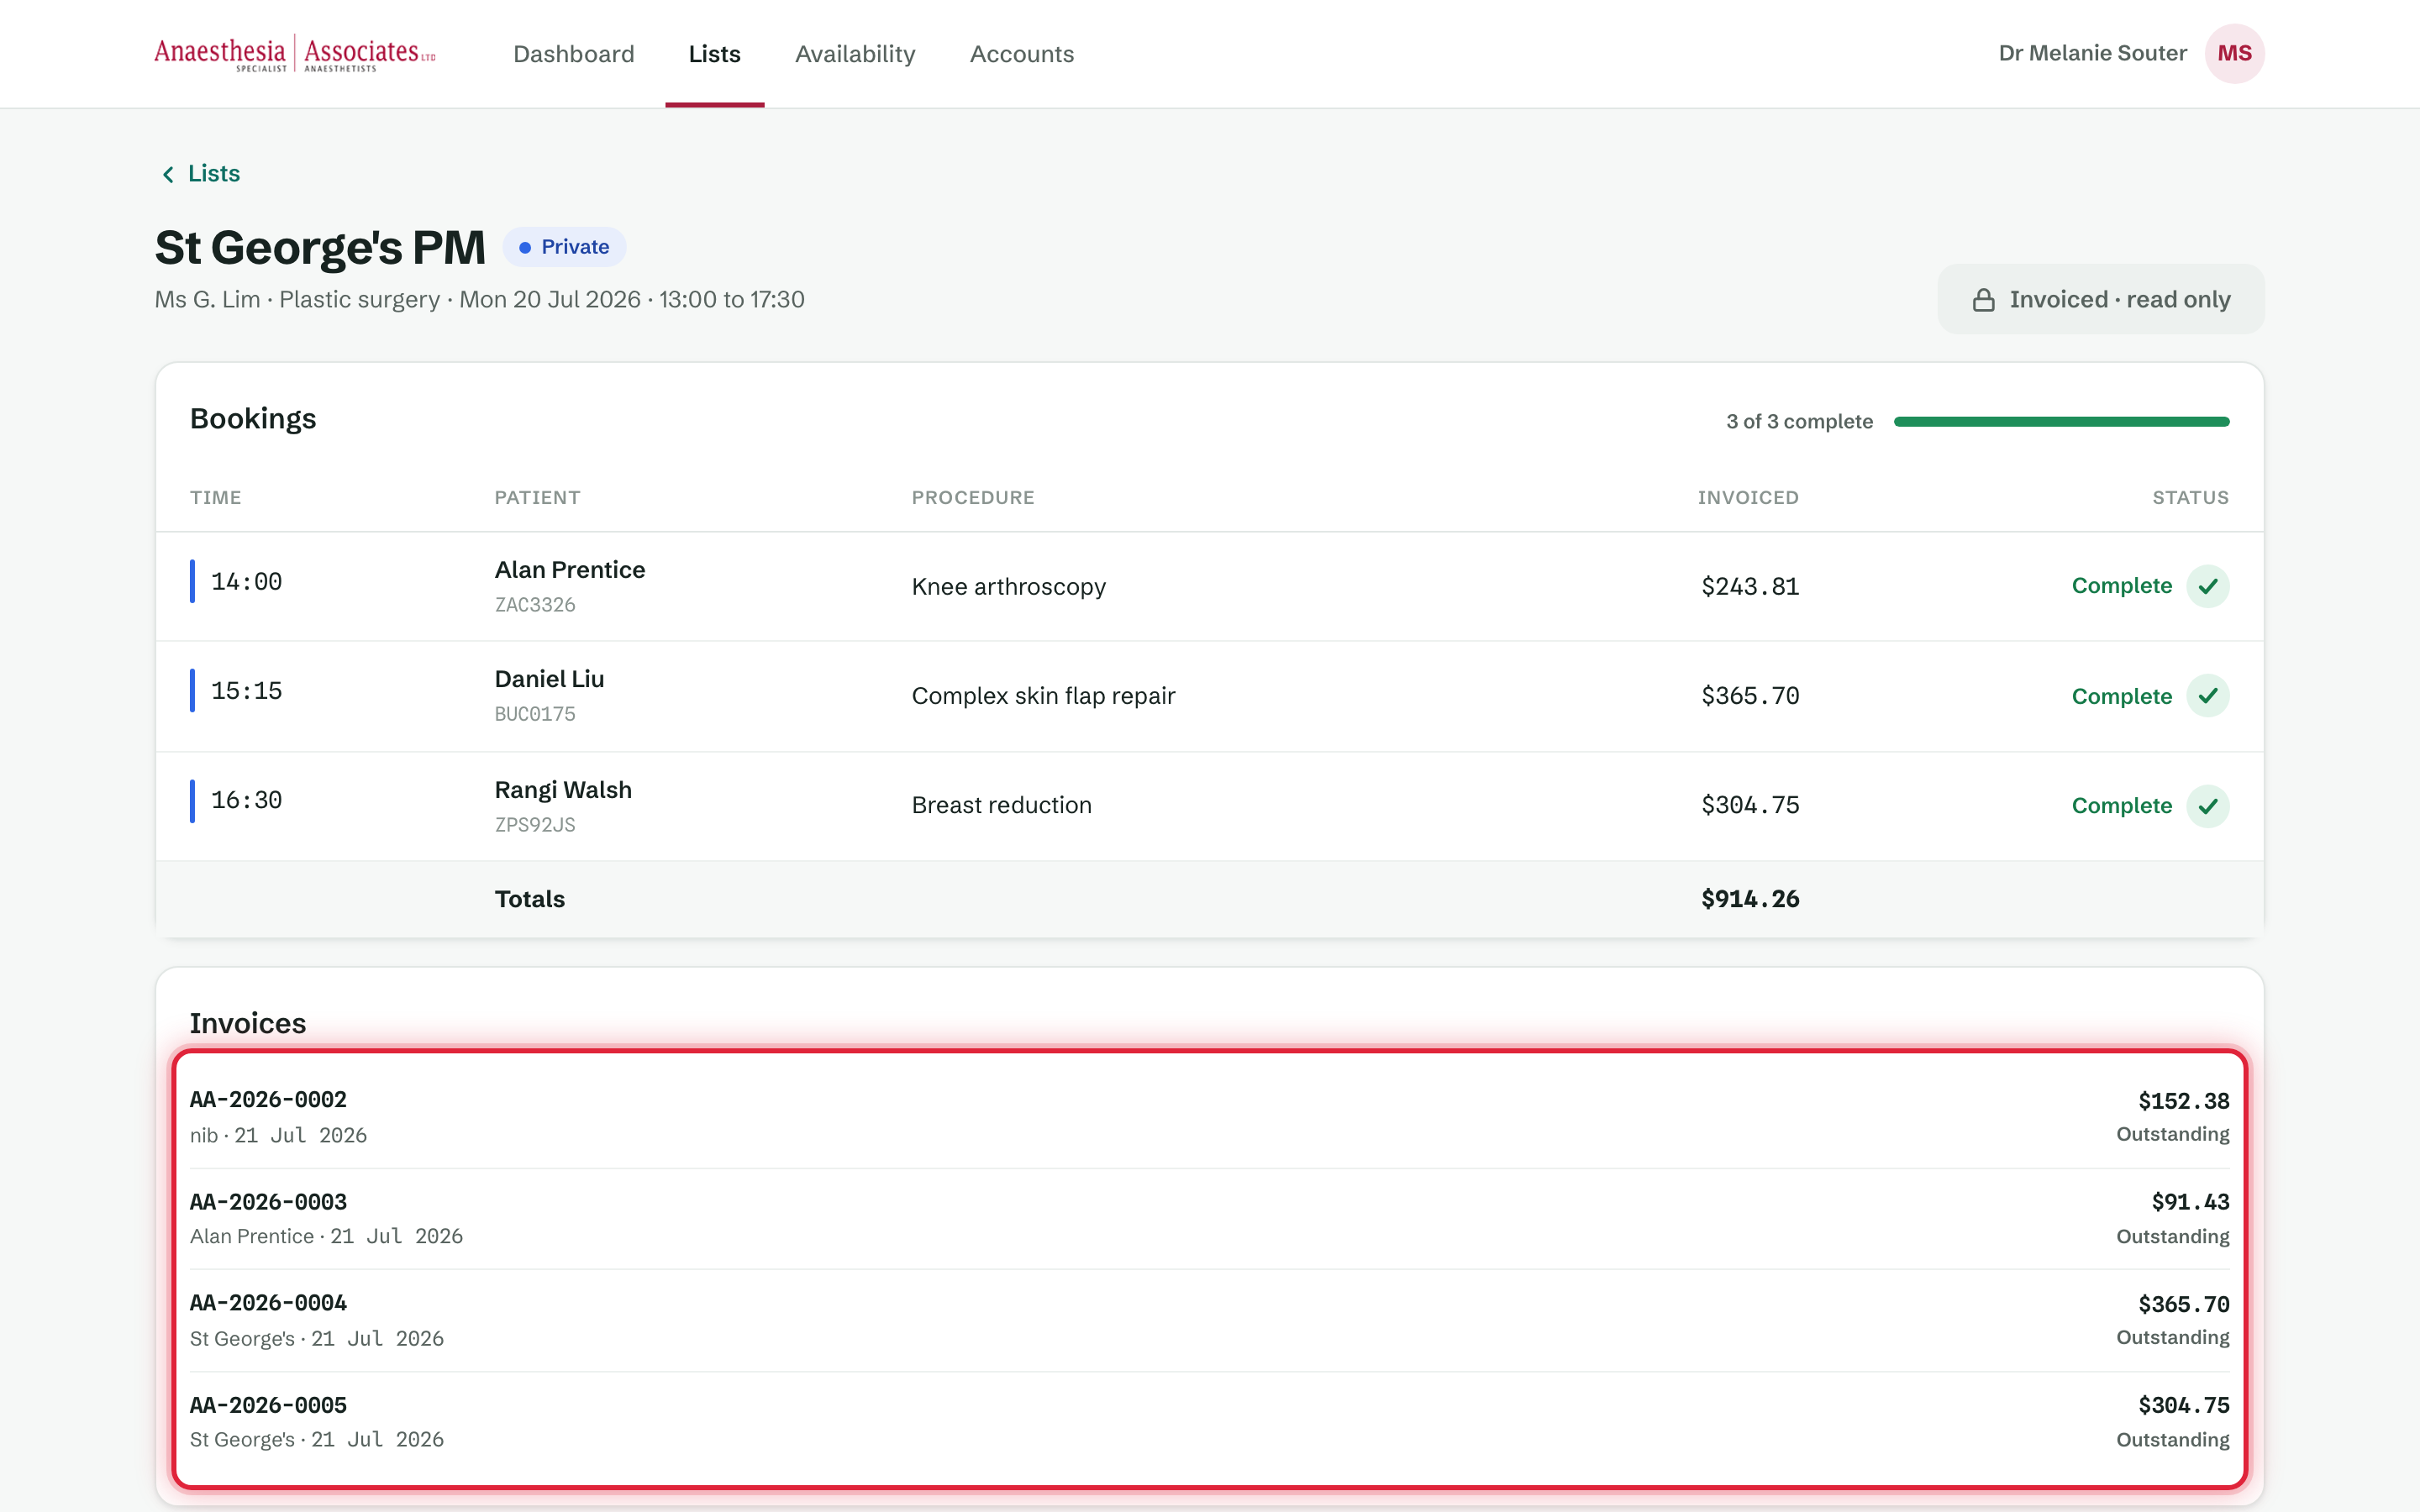 Anaesthesia | Associates LTD
SPECIALIST ANAESTHETISTS
Dashboard
Lists
Availability
Accounts
Dr Melanie Souter
MS
Lists
St George's PM
Private
Ms G. Lim · Plastic surgery · Mon 20 Jul 2026 · 13:00 to 17:30
Invoiced · read only
Bookings
3 of 3 complete
TIME PATIENT PROCEDURE INVOICED STATUS
14:00 Alan Prentice Knee arthroscopy $243.81 Complete
ZAC3326
15:15 Daniel Liu Complex skin flap repair $365.70 Complete
BUC0175
16:30 Rangi Walsh Breast reduction $304.75 Complete
ZPS92JS
Totals $914.26
Invoices
AA-2026-0002 $152.38
nib · 21 Jul 2026 Outstanding
AA-2026-0003 $91.43
Alan Prentice · 21 Jul 2026 Outstanding
AA-2026-0004 $365.70
St George's · 21 Jul 2026 Outstanding
AA-2026-0005 $304.75
St George's · 21 Jul 2026 Outstanding